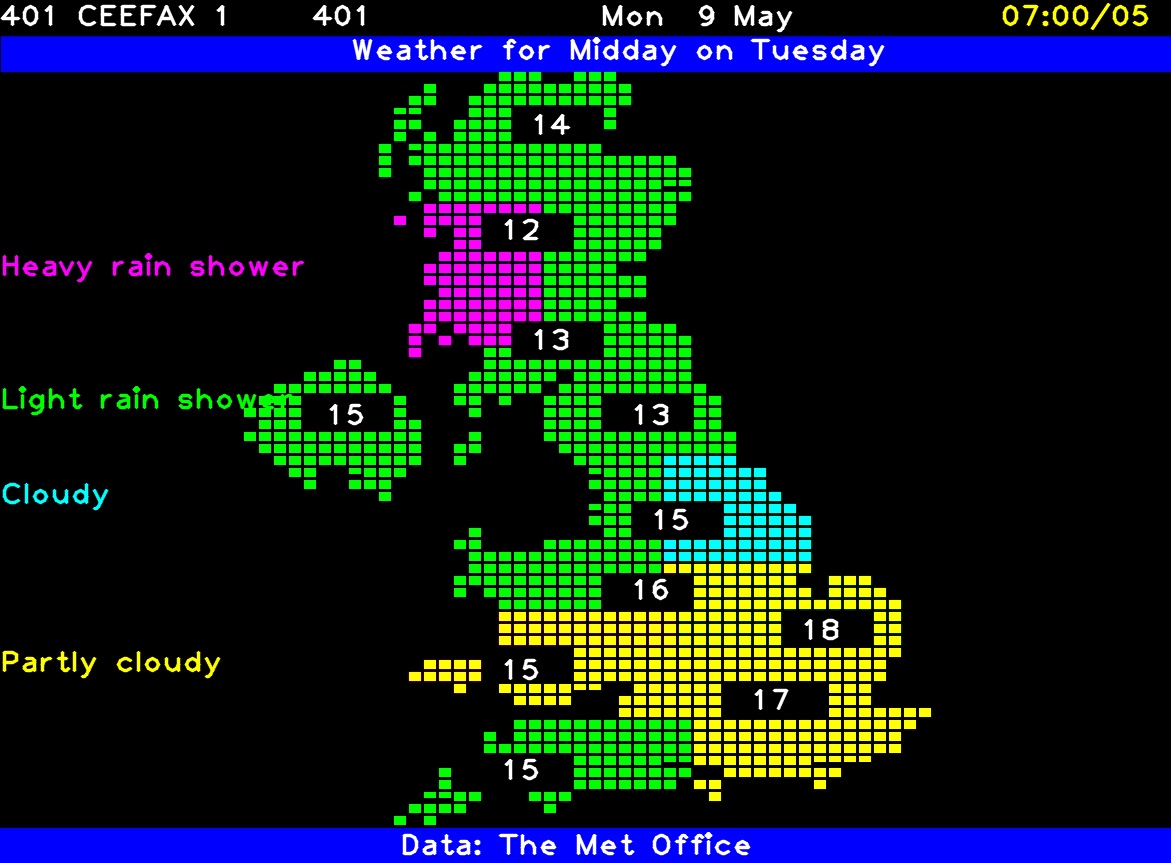 401 CEEFAX 1 401 Mon 9 May 07:00/05
Weather for Midday on Tuesday
14
12
Heavy rain shower
13
Light rain shower
15 13
Cloudy
15
16
18
Partly cloudy
15
17
15
Data: The Met Office